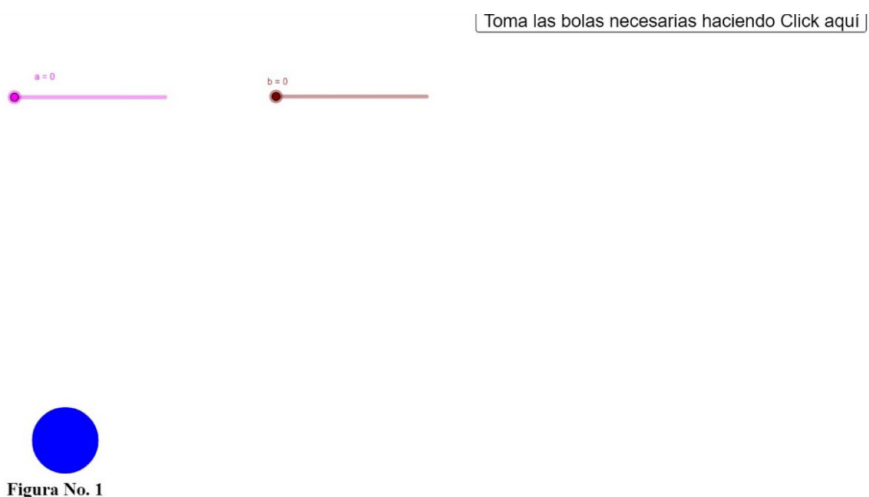 Toma las bolas necesarias haciendo Click aquí
a = 0
b = 0
Figura No. 1